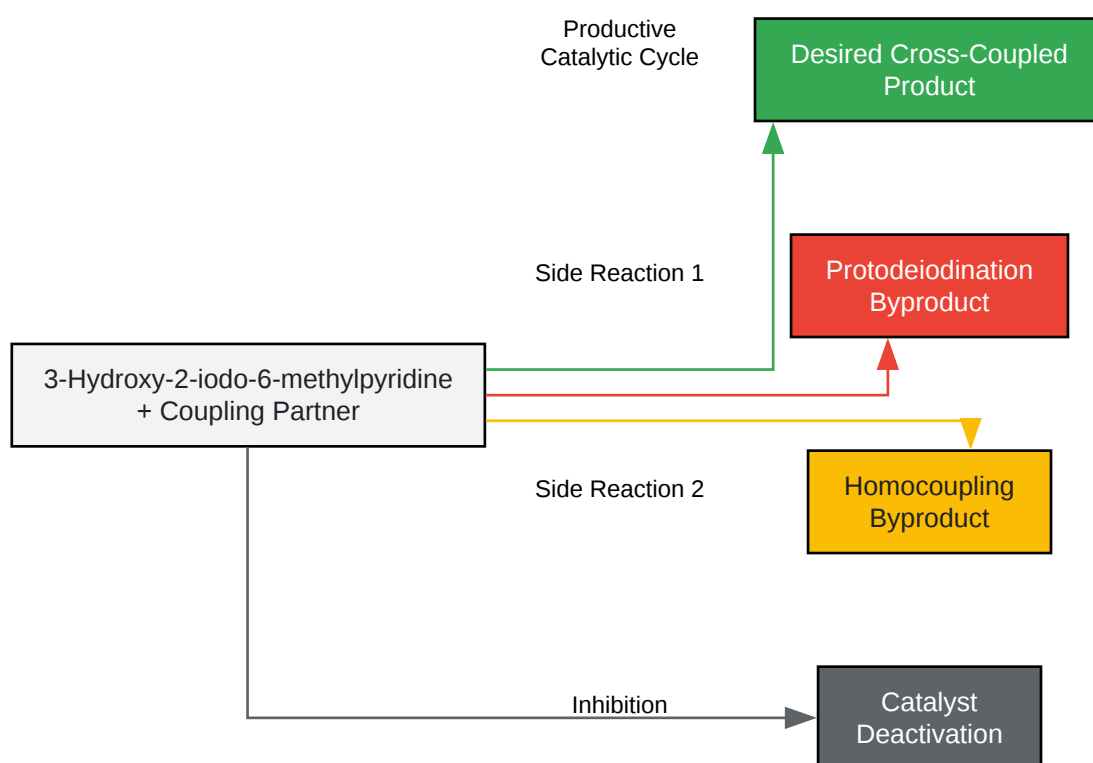 Productive
Catalytic Cycle
Desired Cross-Coupled
Product
Side Reaction 1
Protodeiodination
Byproduct
3-Hydroxy-2-iodo-6-methylpyridine
+ Coupling Partner
Side Reaction 2
Homocoupling
Byproduct
Inhibition
Catalyst
Deactivation